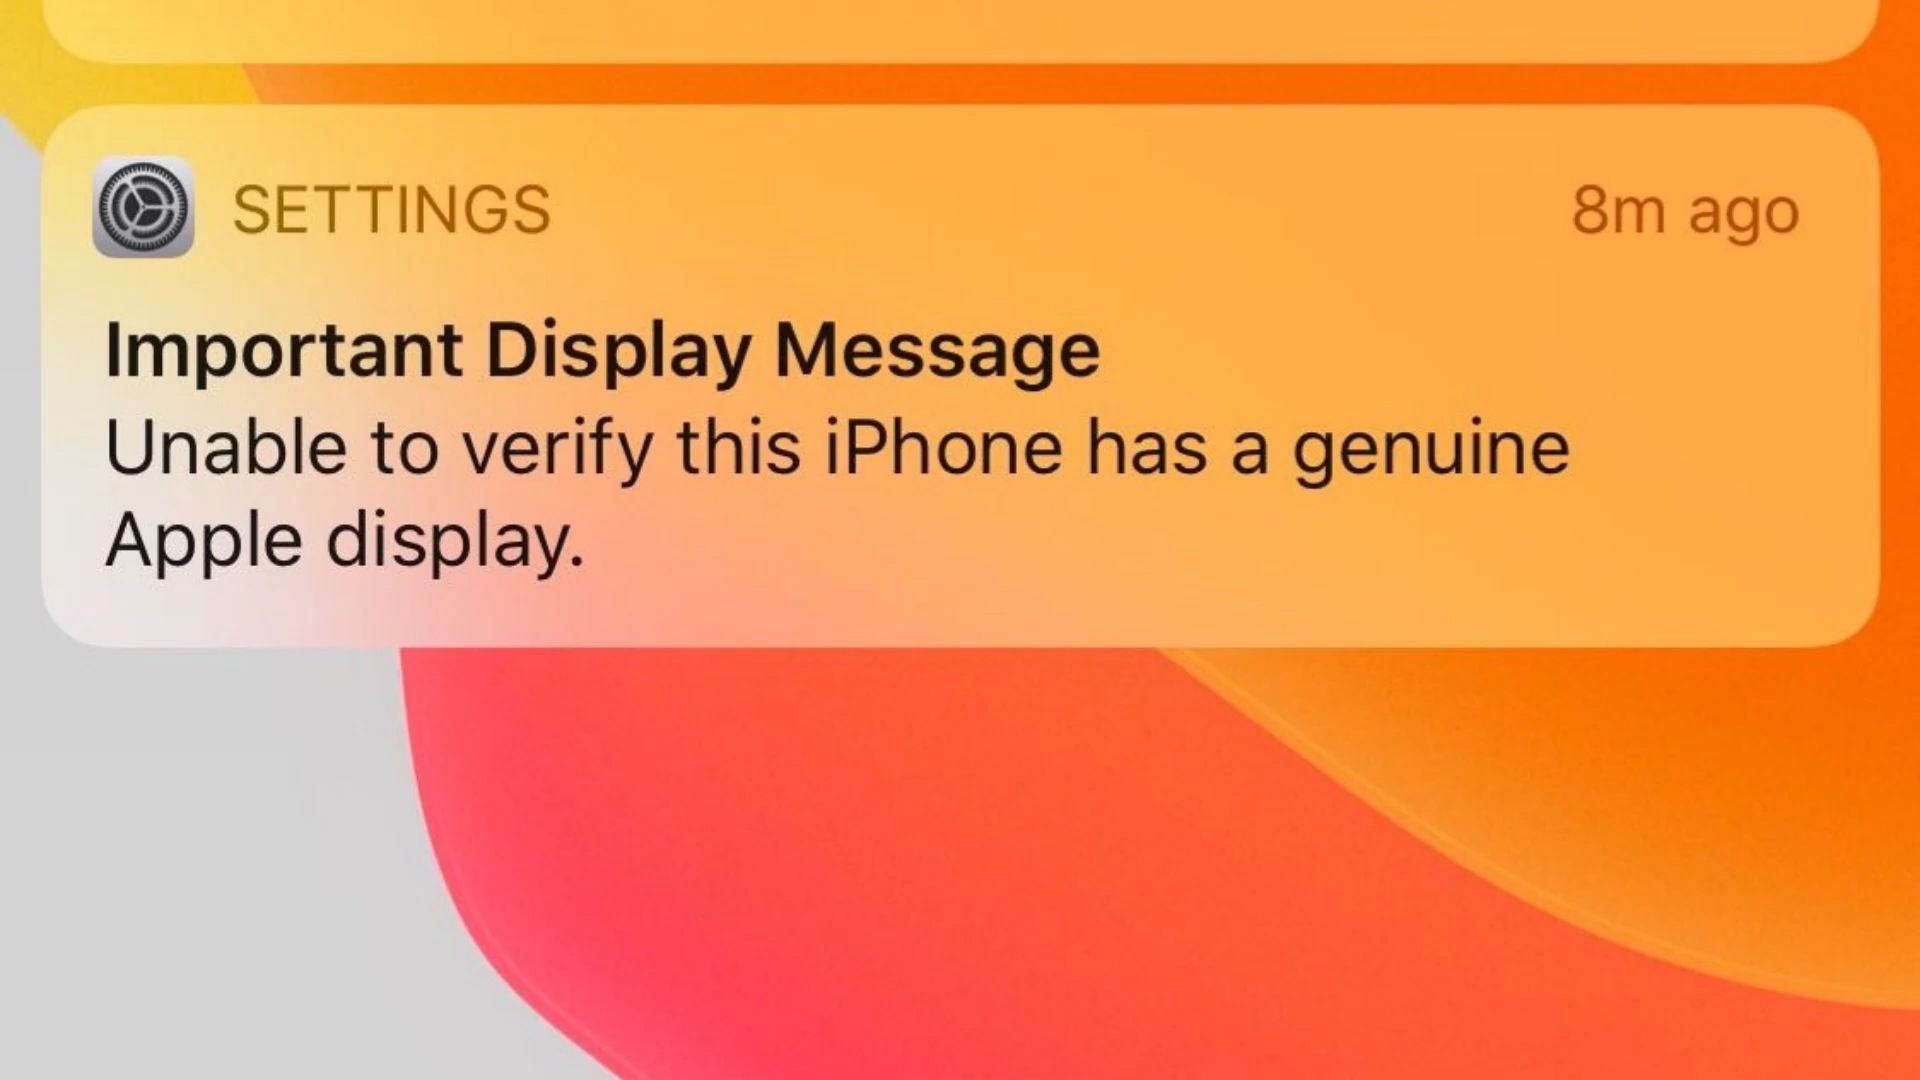 SETTINGS
8m ago
Important Display Message
Unable to verify this iPhone has a genuine
Apple display.